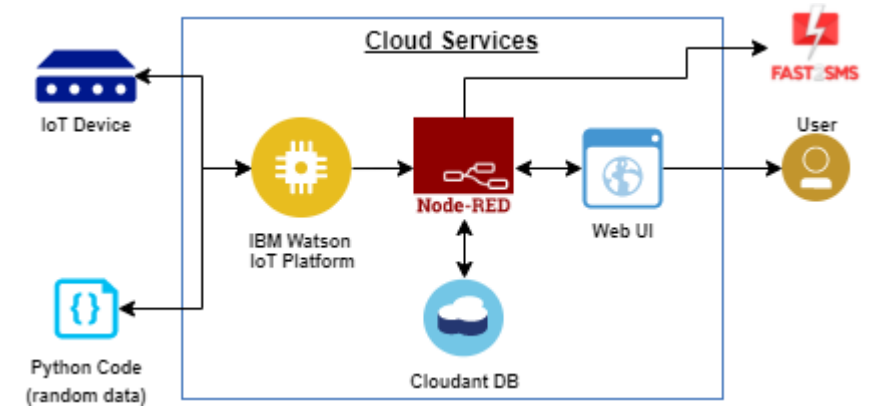 Cloud Services
IoT Device
FAST2SMS
User
Node-RED
Web UI
IBM Watson
IoT Platform
{}
Python Code
(random data)
Cloudant DB